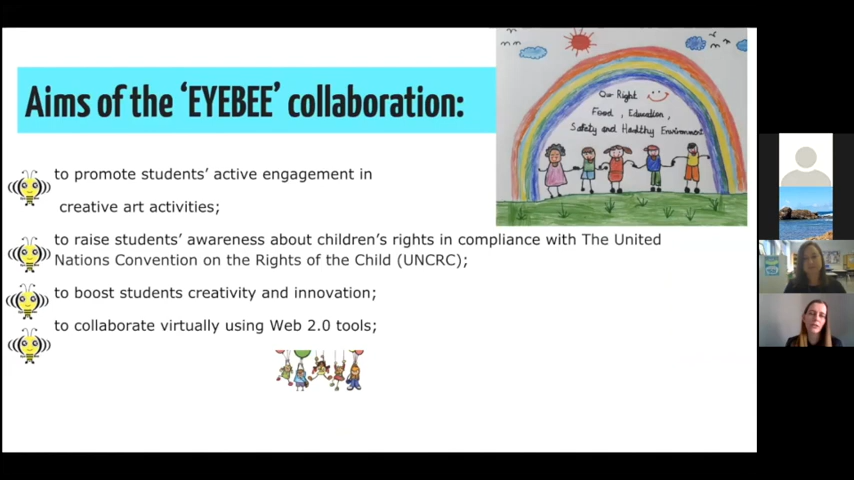 Aims of the 'EYEBEE' collaboration:
Our Right
Food, Education,
Safety and Healthy Environment
to promote students' active engagement in
creative art activities;
to raise students' awareness about children's rights in compliance with The United
Nations Convention on the Rights of the Child (UNCRC);
to boost students creativity and innovation;
to collaborate virtually using Web 2.0 tools;